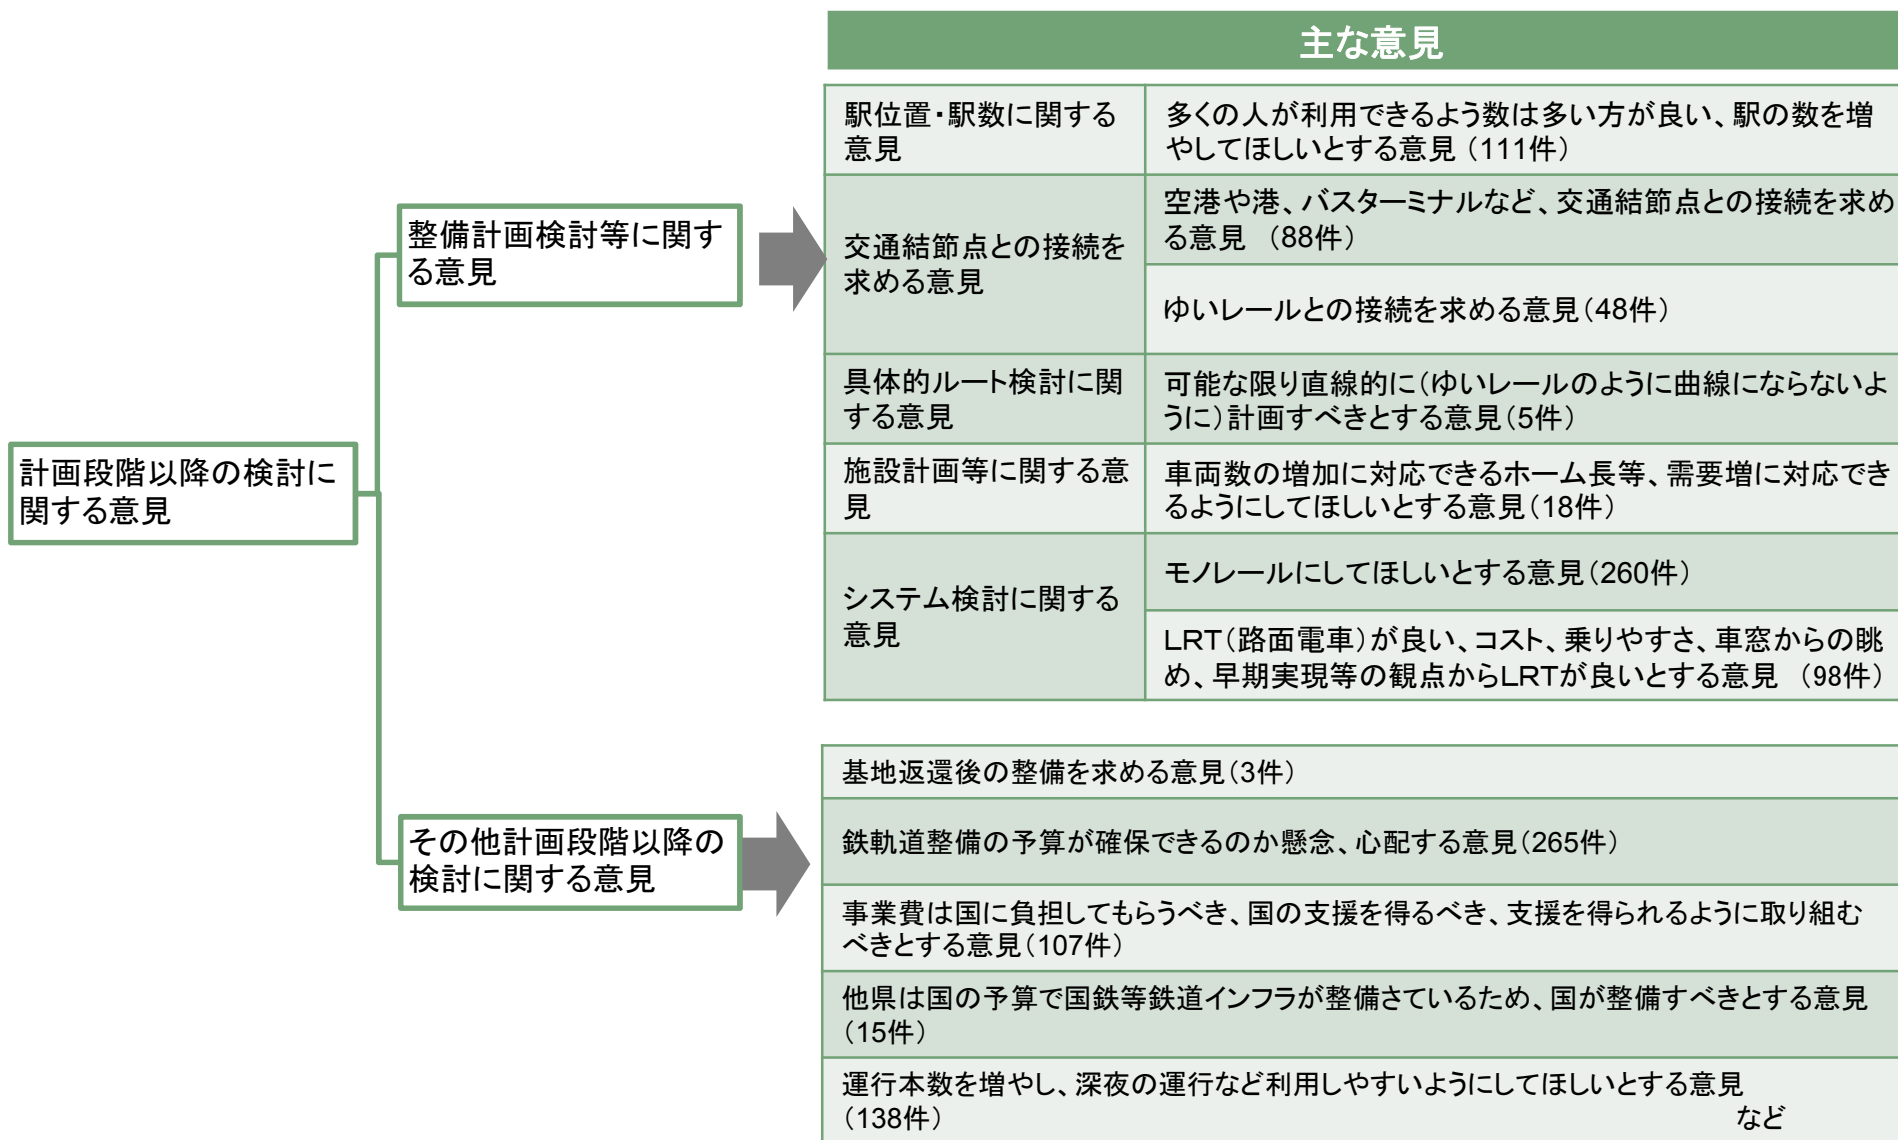 主な意見
計画段階以降の検討に
関する意見
整備計画検討等に関す
る意見
駅位置・駅数に関する
意見
多くの人が利用できるよう数は多い方が良い、駅の数を増
やしてほしいとする意見（111件）
交通結節点との接続を
求める意見
空港や港、バスターミナルなど、交通結節点との接続を求め
る意見　（88件）
ゆいレールとの接続を求める意見（48件）
具体的ルート検討に関
する意見
可能な限り直線的に（ゆいレールのように曲線にならないよ
うに）計画すべきとする意見（5件）
施設計画等に関する意
見
車両数の増加に対応できるホーム長等、需要増に対応でき
るようにしてほしいとする意見（18件）
システム検討に関する
意見
モノレールにしてほしいとする意見（260件）
ＬＲＴ（路面電車）が良い、コスト、乗りやすさ、車窓からの眺
め、早期実現等の観点からＬＲＴが良いとする意見　（98件）
その他計画段階以降の
検討に関する意見
基地返還後の整備を求める意見（3件）
鉄軌道整備の予算が確保できるのか懸念、心配する意見（265件）
事業費は国に負担してもらうべき、国の支援を得るべき、支援を得られるように取り組む
べきとする意見（107件）
他県は国の予算で国鉄等鉄道インフラが整備さているため、国が整備すべきとする意見
（15件）
運行本数を増やし、深夜の運行など利用しやすいようにしてほしいとする意見
（138件）　など